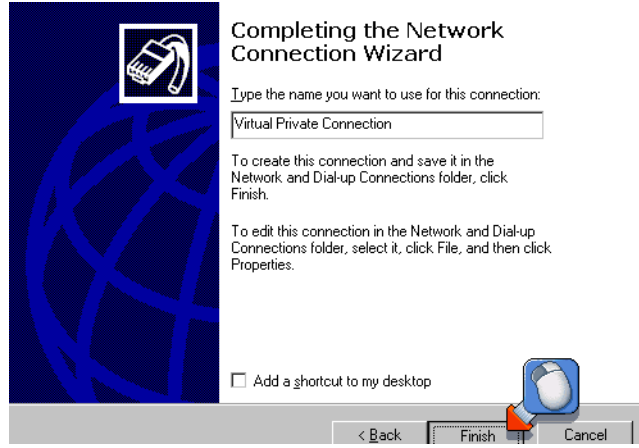 Completing the Network
Connection Wizard
Type the name you want to use for this connection:
Virtual Private Connection
To create this connection and save it in the
Network and Dial-up Connections folder, click
Finish.
To edit this connection in the Network and Dial-up
Connections folder, select it, click File, and then click
Properties.
Add a shortcut to my desktop
< Back Finish Cancel